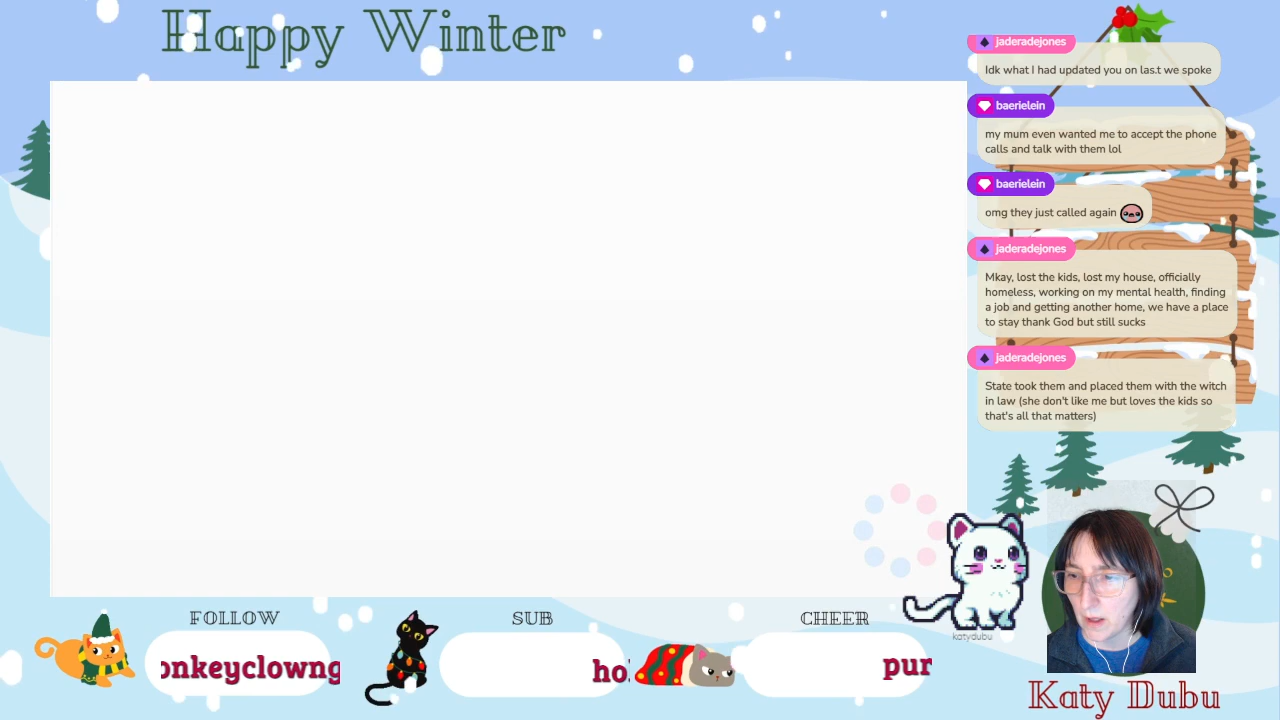 Happy Winter
jaderadejones
Idk what I had updated you on las.t we spoke
baerielein
my mum even wanted me to accept the phone
calls and talk with them lol
baerielein
omg they just called again
jaderadejones
Mkay, lost the kids, lost my house, officially
homeless, working on my mental health, finding
a job and getting another home, we have a place
to stay thank God but still sucks
jaderadejones
State took them and placed them with the witch
in law (she don't like me but loves the kids so
that's all that matters)
katydubu
FOLLOW
onkeyclowng
SUB
ho
CHEER
pur
Katy Dubu